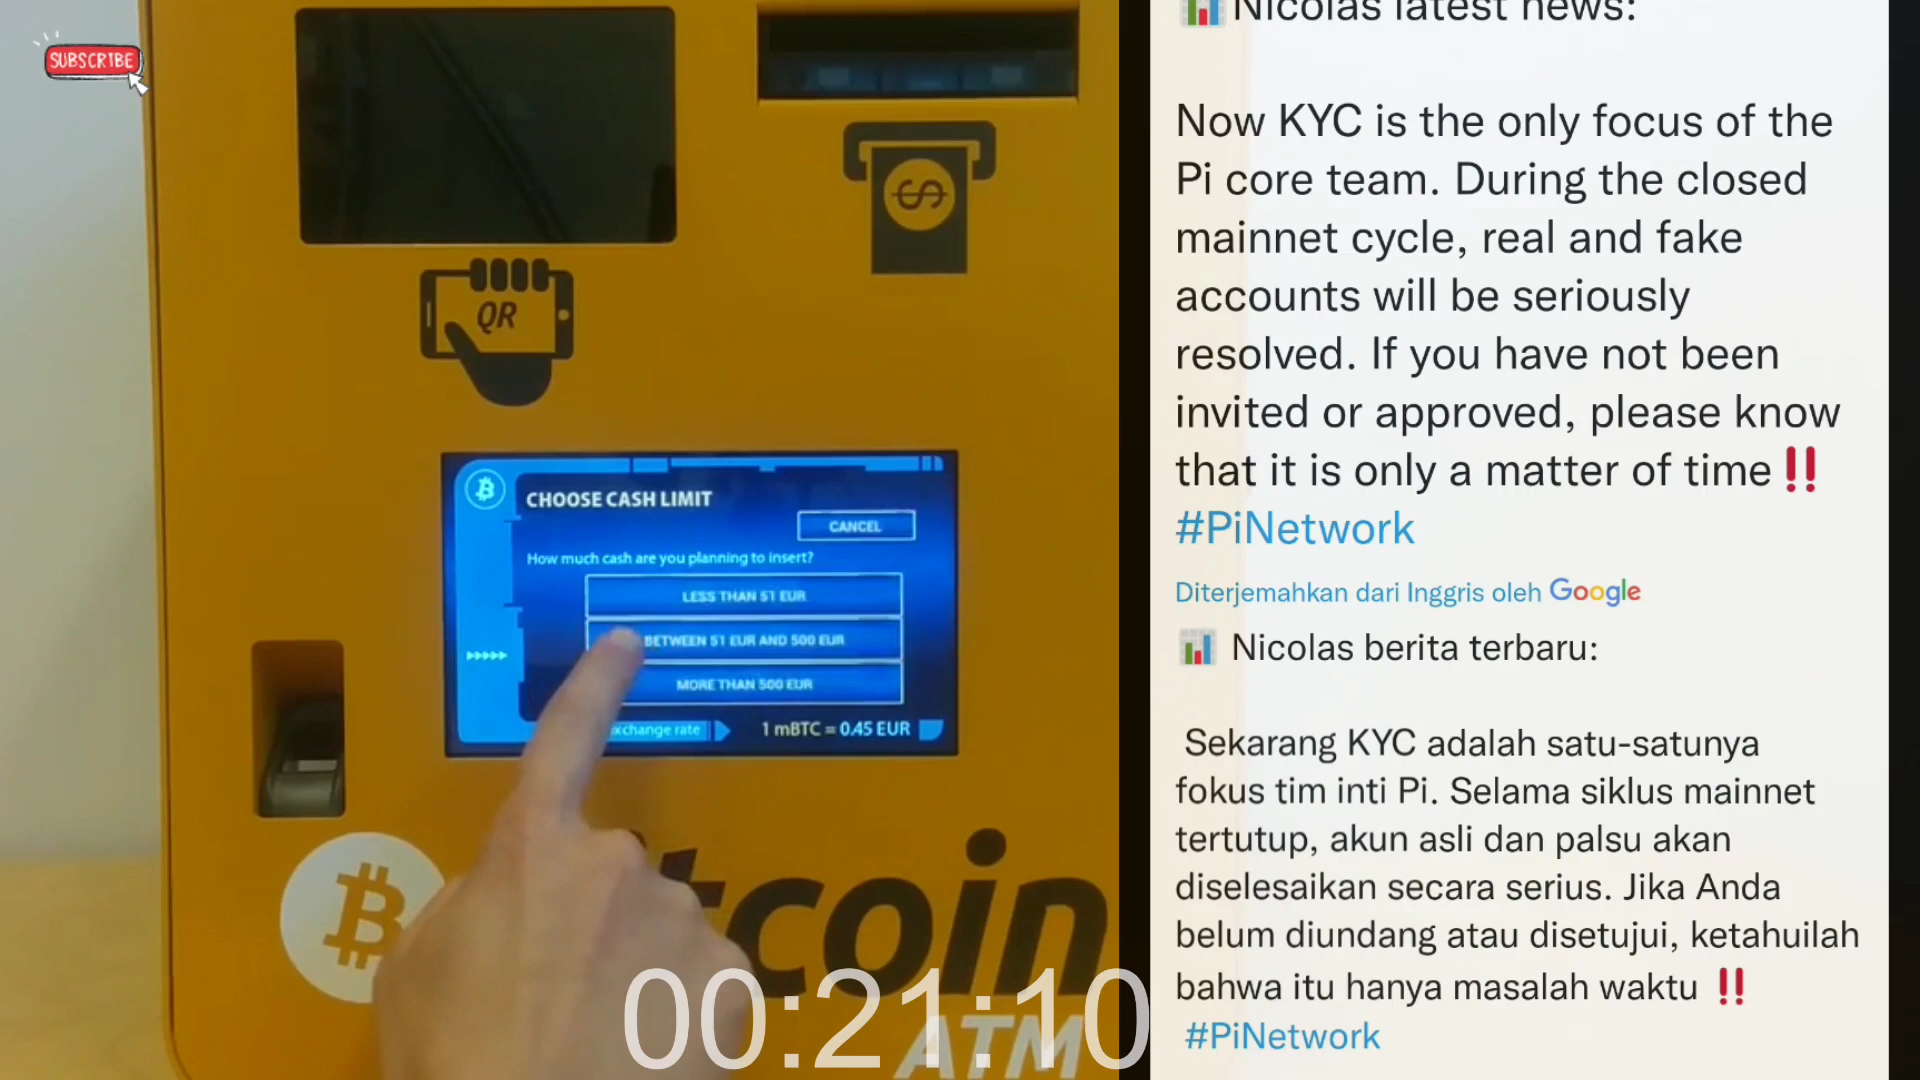 SUBSCRIBE
QR
CHOOSE CASH LIMIT
CANCEL
How much cash are you planning to insert?
LESS THAN 51 EUR
BETWEEN 51 EUR AND 500 EUR
MORE THAN 500 EUR
rate
1 mBTC = 0.45 EUR
ATM
00:21:10
Nicolas latest news:
Now KYC is the only focus of the
Pi core team. During the closed
mainnet cycle, real and fake
accounts will be seriously
resolved. If you have not been
invited or approved, please know
that it is only a matter of time‼
#PiNetwork
Diterjemahkan dari Inggris oleh Google
Nicolas berita terbaru:
Sekarang KYC adalah satu-satunya
fokus tim inti Pi. Selama siklus mainnet
tertutup, akun asli dan palsu akan
diselesaikan secara serius. Jika Anda
belum diundang atau disetujui, ketahuilah
bahwa itu hanya masalah waktu ‼
#PiNetwork